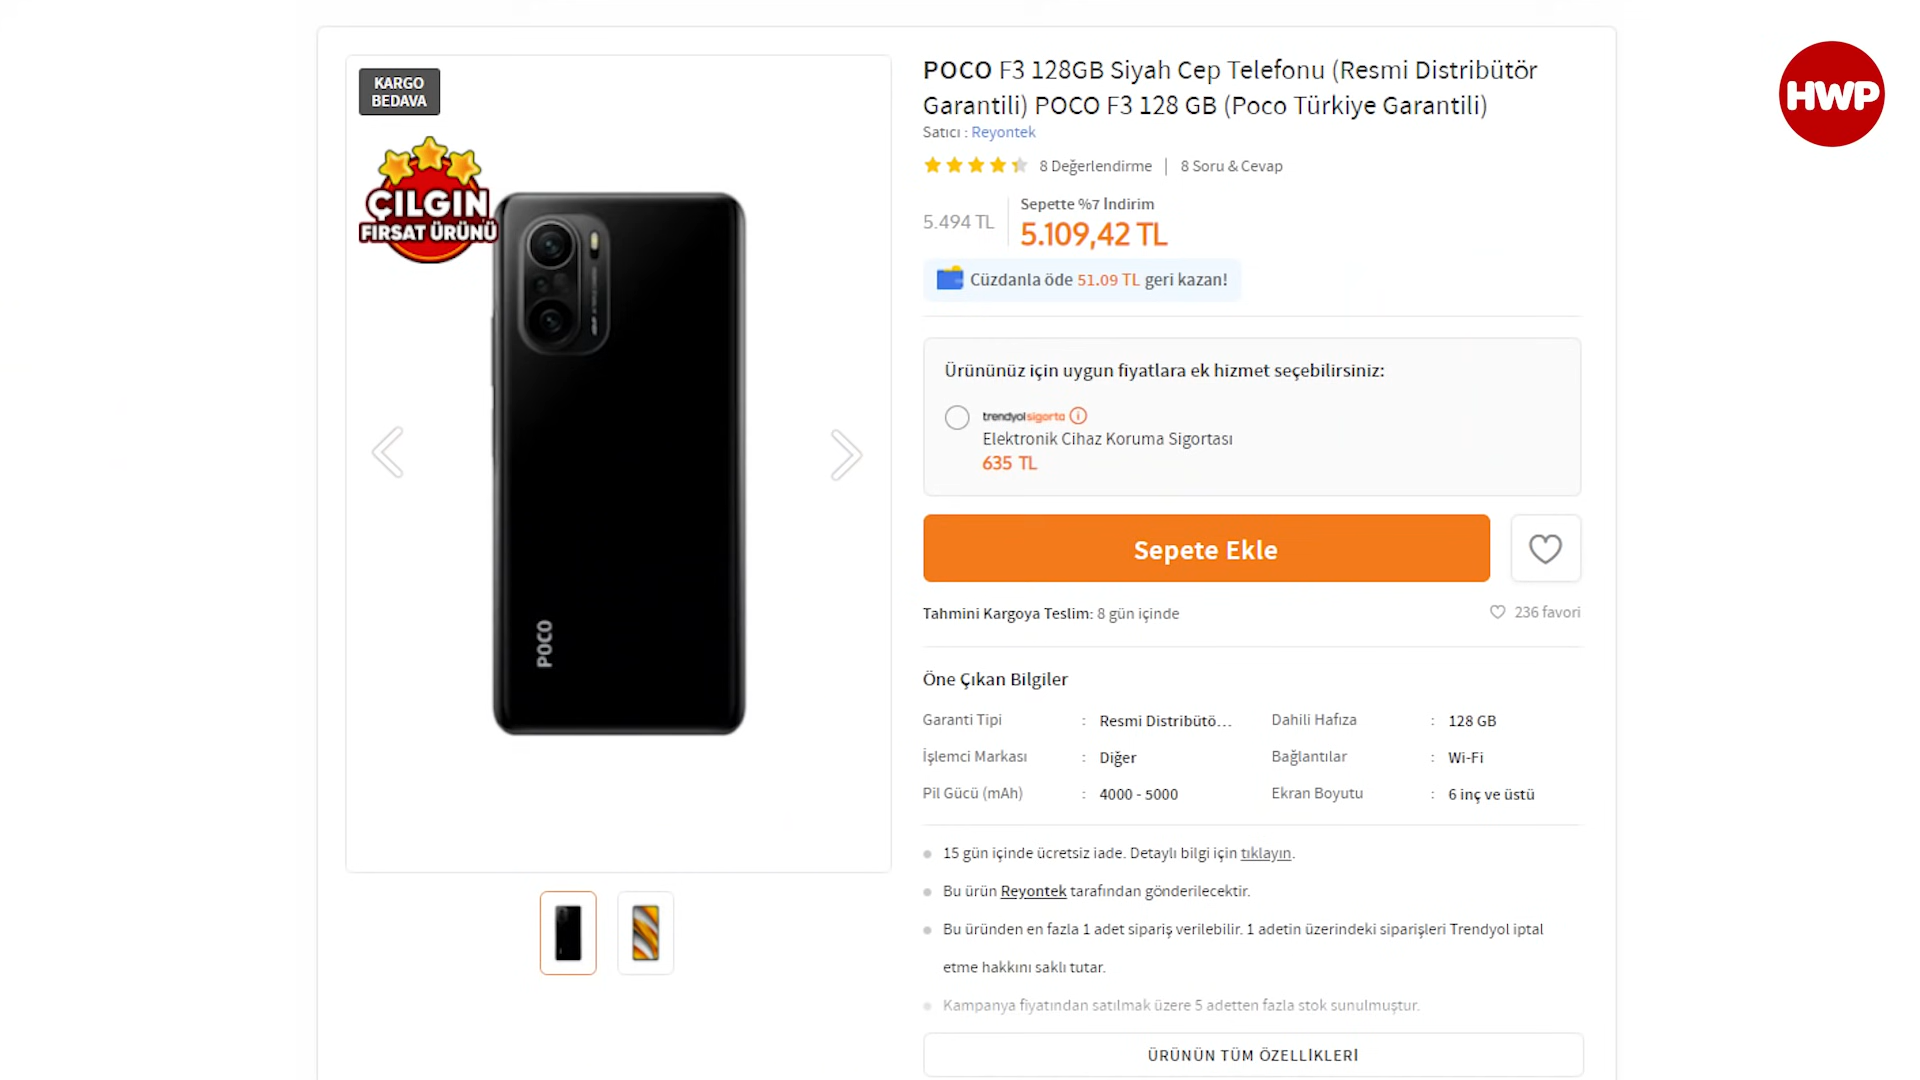 HWP
KARGO
BEDAVA
ÇILGIN
FIRSAT ÜRÜNÜ
POCO
POCO F3 128GB Siyah Cep Telefonu (Resmi Distribütör
Garantili) POCO F3 128 GB (Poco Türkiye Garantili)
Satıcı : Reyontek
8 Değerlendirme | 8 Soru & Cevap
Sepette %7 İndirim
5.494 TL
5.109,42 TL
Cüzdanla öde 51.09 TL geri kazan!
Ürününüz için uygun fiyatlara ek hizmet seçebilirsiniz:
trendyolsigorta
Elektronik Cihaz Koruma Sigortası
635 TL
Sepete Ekle
Tahmini Kargoya Teslim: 8 gün içinde
236 favori
Öne Çıkan Bilgiler
Garanti Tipi : Resmi Distribütö... Dahili Hafıza : 128 GB
İşlemci Markası : Diğer Bağlantılar : Wi-Fi
Pil Gücü (mAh) : 4000 - 5000 Ekran Boyutu : 6 inç ve üstü
15 gün içinde ücretsiz iade. Detaylı bilgi için tıklayın.
Bu ürün Reyontek tarafından gönderilecektir.
Bu üründen en fazla 1 adet sipariş verilebilir. 1 adetin üzerindeki siparişleri Trendyol iptal
etme hakkını saklı tutar.
Kampanya fiyatından satılmak üzere 5 adetten fazla stok sunulmuştur.
ÜRÜNÜN TÜM ÖZELLİKLERİ